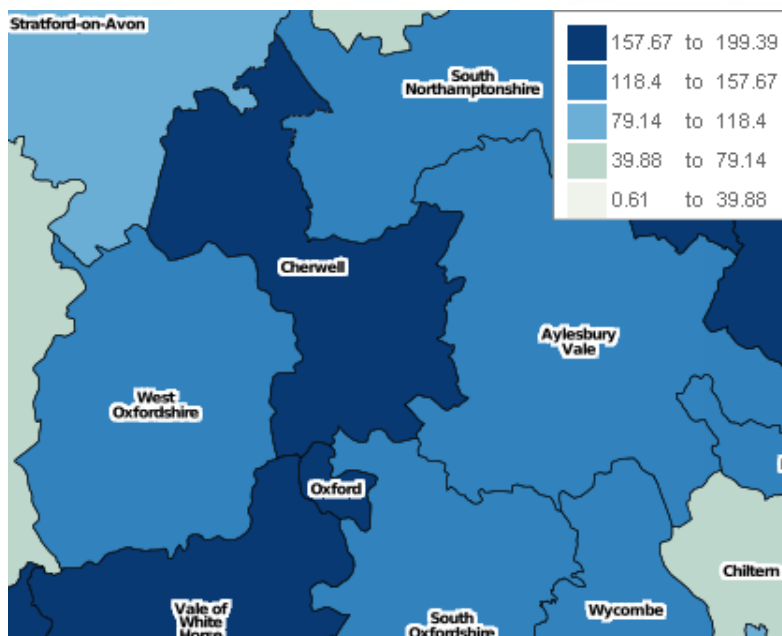 Stratford-on-Avon
South
Northamptonshire
157.67 to 199.39
118.4 to 157.67
79.14 to 118.4
39.88 to 79.14
0.61 to 39.88
Cherwell
Aylesbury
Vale
West
Oxfordshire
Oxford
Chiltern
Vale of
White
Horse
South
Oxfordshire
Wycombe